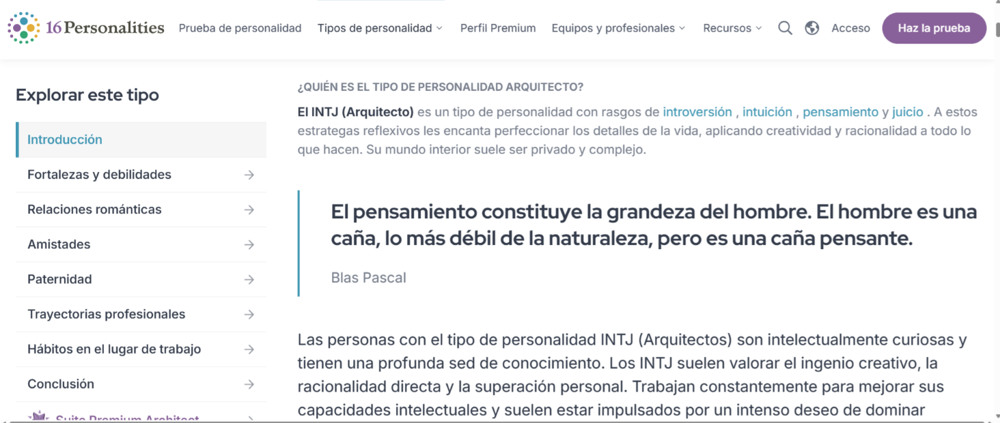 16Personalities
Prueba de personalidad
Tipos de personalidad
Perfil Premium
Equipos y profesionales
Recursos
Acceso
Haz la prueba
Explorar este tipo
Introducción
Fortalezas y debilidades
Relaciones románticas
Amistades
Paternidad
Trayectorias profesionales
Hábitos en el lugar de trabajo
Conclusión
Suite Premium Architect
¿QUIÉN ES EL TIPO DE PERSONALIDAD ARQUITECTO?
El INTJ (Arquitecto) es un tipo de personalidad con rasgos de introversión , intuición , pensamiento y juicio . A estos
estrategas reflexivos les encanta perfeccionar los detalles de la vida, aplicando creatividad y racionalidad a todo lo
que hacen. Su mundo interior suele ser privado y complejo.
El pensamiento constituye la grandeza del hombre. El hombre es una
caña, lo más débil de la naturaleza, pero es una caña pensante.
Blas Pascal
Las personas con el tipo de personalidad INTJ (Arquitectos) son intelectualmente curiosas y
tienen una profunda sed de conocimiento. Los INTJ suelen valorar el ingenio creativo, la
racionalidad directa y la superación personal. Trabajan constantemente para mejorar sus
capacidades intelectuales y suelen estar impulsados por un intenso deseo de dominar